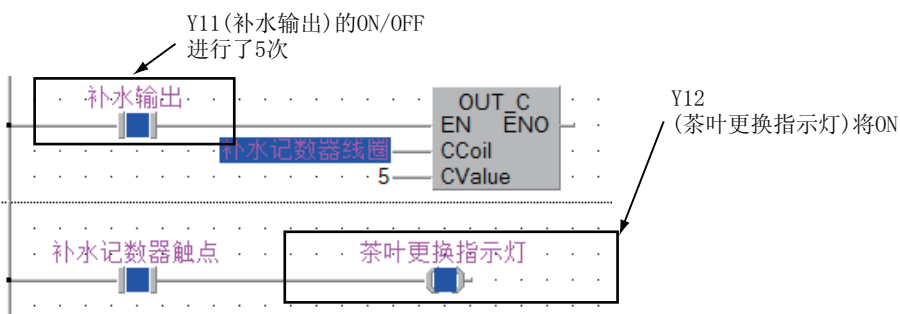 Y11(补水输出)的ON/OFF
进行了5次
补水输出
OUT_C
EN ENO
补水记数器线圈 CCoil
5 CValue
Y12
(茶叶更换指示灯)将ON
补水记数器触点 茶叶更换指示灯